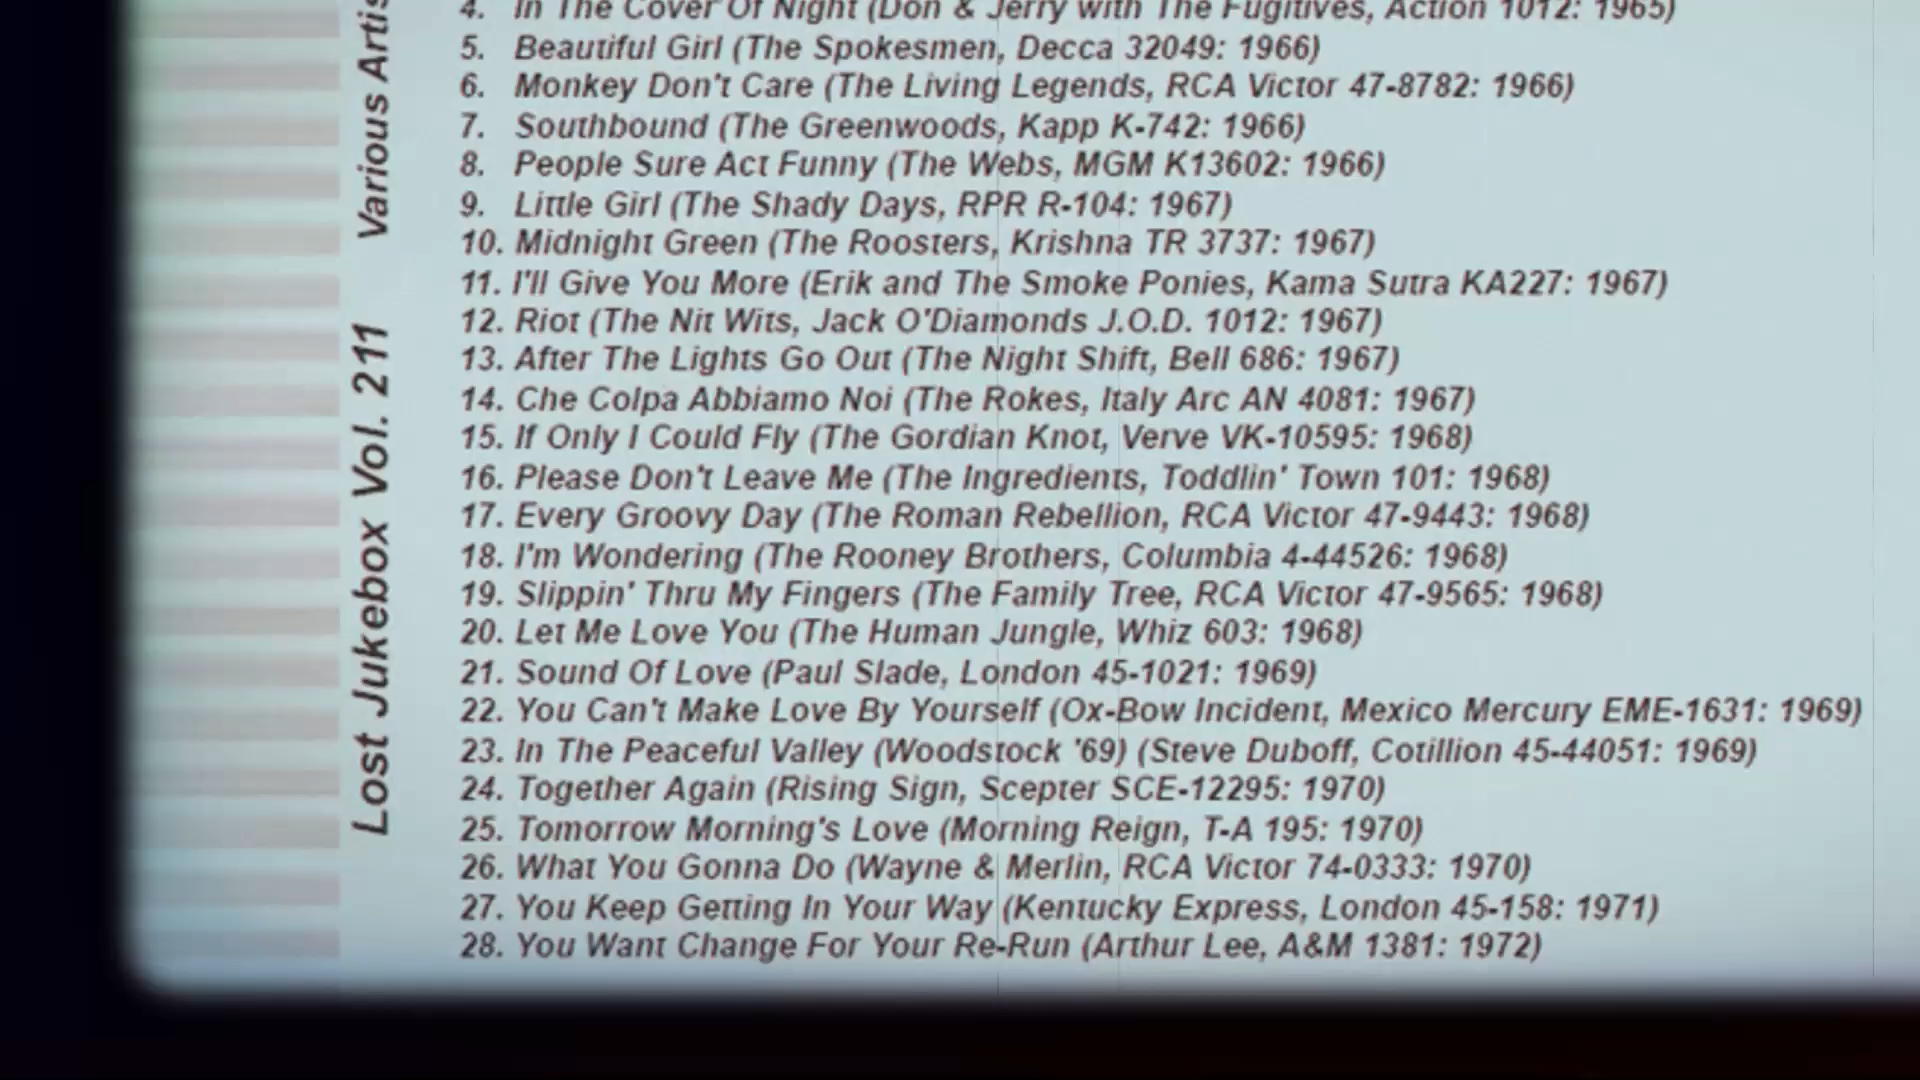 4. In The Cover Of Night (Don & Jerry with The Fugitives, Action 1012: 1965)
5. Beautiful Girl (The Spokesmen, Decca 32049: 1966)
6. Monkey Don't Care (The Living Legends, RCA Victor 47-8782: 1966)
7. Southbound (The Greenwoods, Kapp K-742: 1966)
8. People Sure Act Funny (The Webs, MGM K13602: 1966)
9. Little Girl (The Shady Days, RPR R-104: 1967)
10. Midnight Green (The Roosters, Krishna TR 3737: 1967)
11. I'll Give You More (Erik and The Smoke Ponies, Kama Sutra KA227: 1967)
12. Riot (The Nit Wits, Jack O'Diamonds J.O.D. 1012: 1967)
13. After The Lights Go Out (The Night Shift, Bell 686: 1967)
14. Che Colpa Abbiamo Noi (The Rokes, Italy Arc AN 4081: 1967)
15. If Only I Could Fly (The Gordian Knot, Verve VK-10595: 1968)
16. Please Don't Leave Me (The Ingredients, Toddlin' Town 101: 1968)
17. Every Groovy Day (The Roman Rebellion, RCA Victor 47-9443: 1968)
18. I'm Wondering (The Rooney Brothers, Columbia 4-44526: 1968)
19. Slippin' Thru My Fingers (The Family Tree, RCA Victor 47-9565: 1968)
20. Let Me Love You (The Human Jungle, Whiz 603: 1968)
21. Sound Of Love (Paul Slade, London 45-1021: 1969)
22. You Can't Make Love By Yourself (Ox-Bow Incident, Mexico Mercury EME-1631: 1969)
23. In The Peaceful Valley (Woodstock '69) (Steve Duboff, Cotillion 45-44051: 1969)
24. Together Again (Rising Sign, Scepter SCE-12295: 1970)
25. Tomorrow Morning's Love (Morning Reign, T-A 195: 1970)
26. What You Gonna Do (Wayne & Merlin, RCA Victor 74-0333: 1970)
27. You Keep Getting In Your Way (Kentucky Express, London 45-158: 1971)
28. You Want Change For Your Re-Run (Arthur Lee, A&M 1381: 1972)
Lost Jukebox Vol. 211 Various Artis